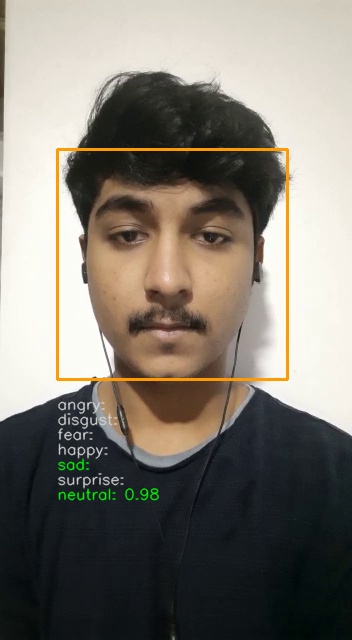 angry:
disgust:
fear:
happy:
sad:
surprise:
neutral: 0.98